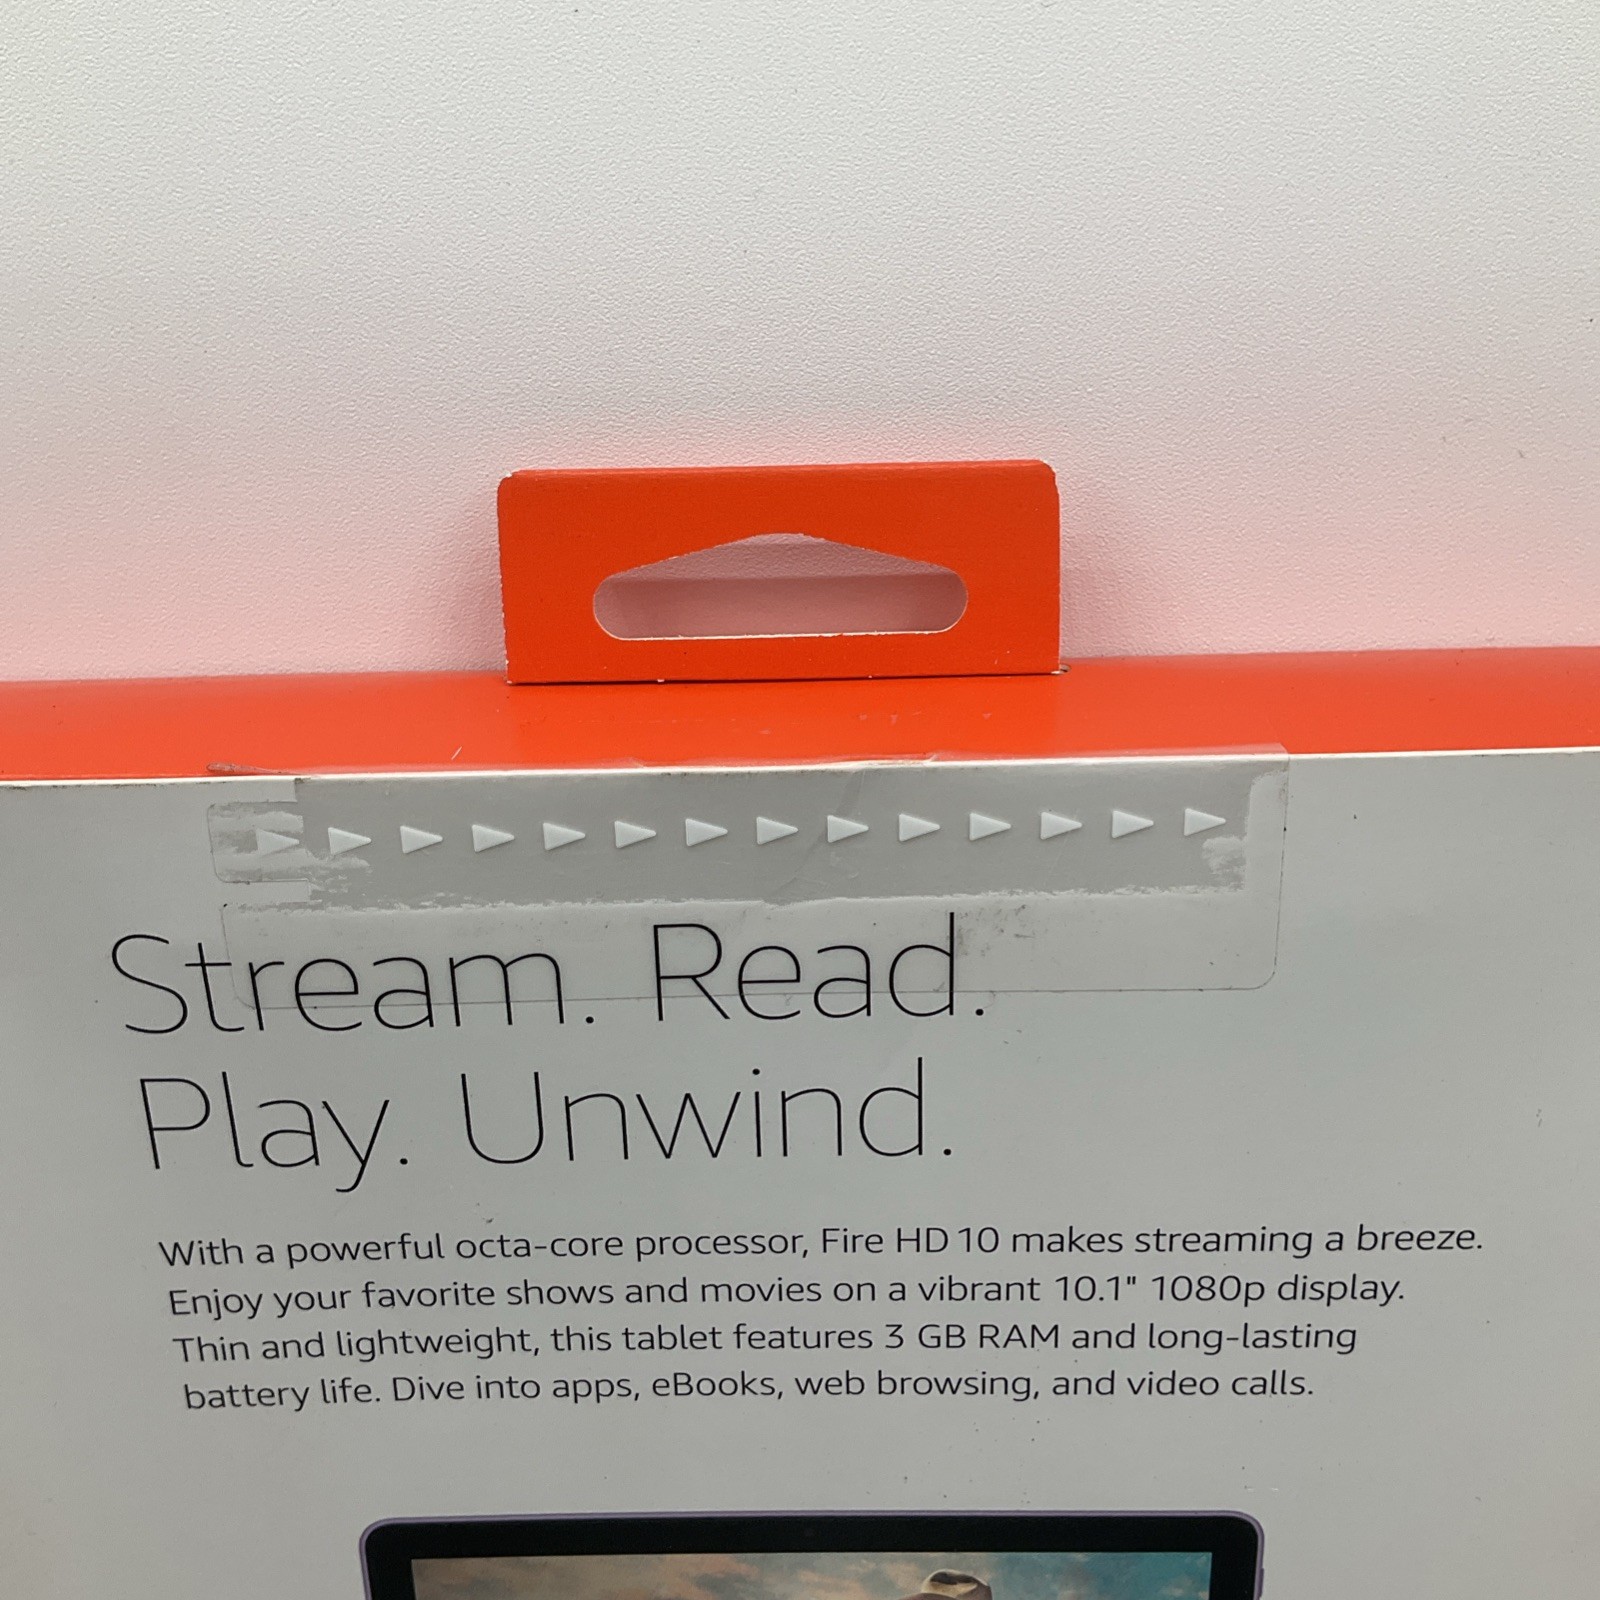 Stream. Read.
Play. Unwind.
With a powerful octa-core processor, Fire HD 10 makes streaming a breeze.
Enjoy your favorite shows and movies on a vibrant 10.1" 1080p display.
Thin and lightweight, this tablet features 3 GB RAM and long-lasting
battery life. Dive into apps, eBooks, web browsing, and video calls.